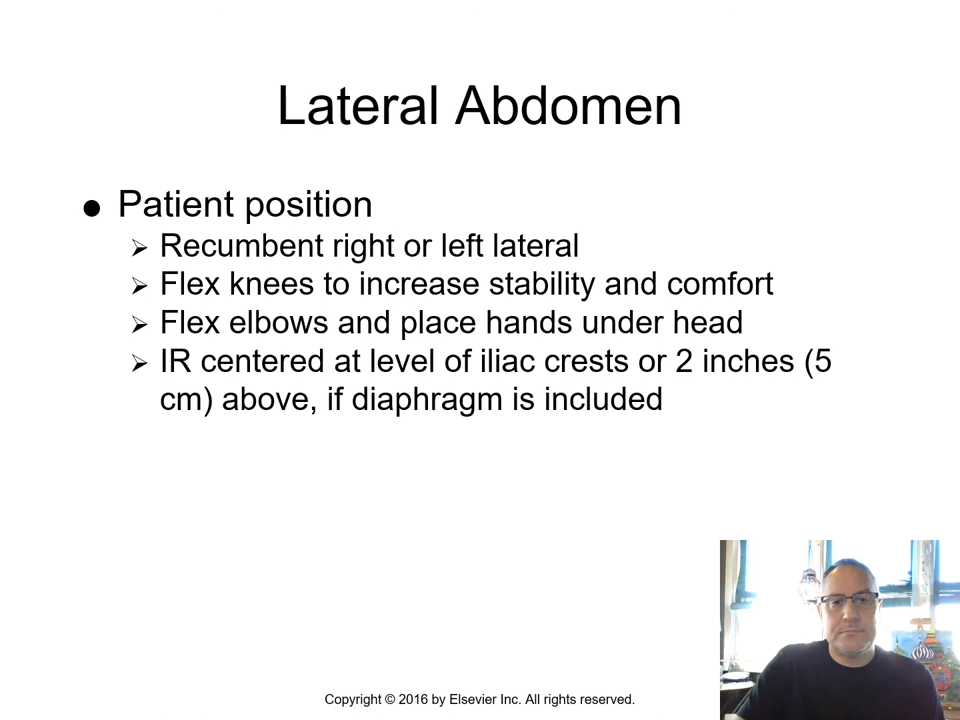 Lateral Abdomen
● Patient position
➢ Recumbent right or left lateral
➢ Flex knees to increase stability and comfort
➢ Flex elbows and place hands under head
➢ IR centered at level of iliac crests or 2 inches (5
cm) above, if diaphragm is included
Copyright © 2016 by Elsevier Inc. All rights reserved.